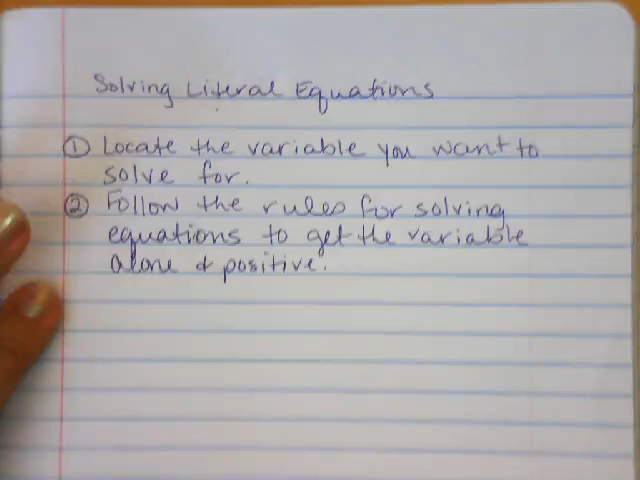 Solving Literal Equations
① Locate the variable you want to
solve for.
② Follow the rules for solving
equations to get the variable
alone & positive.